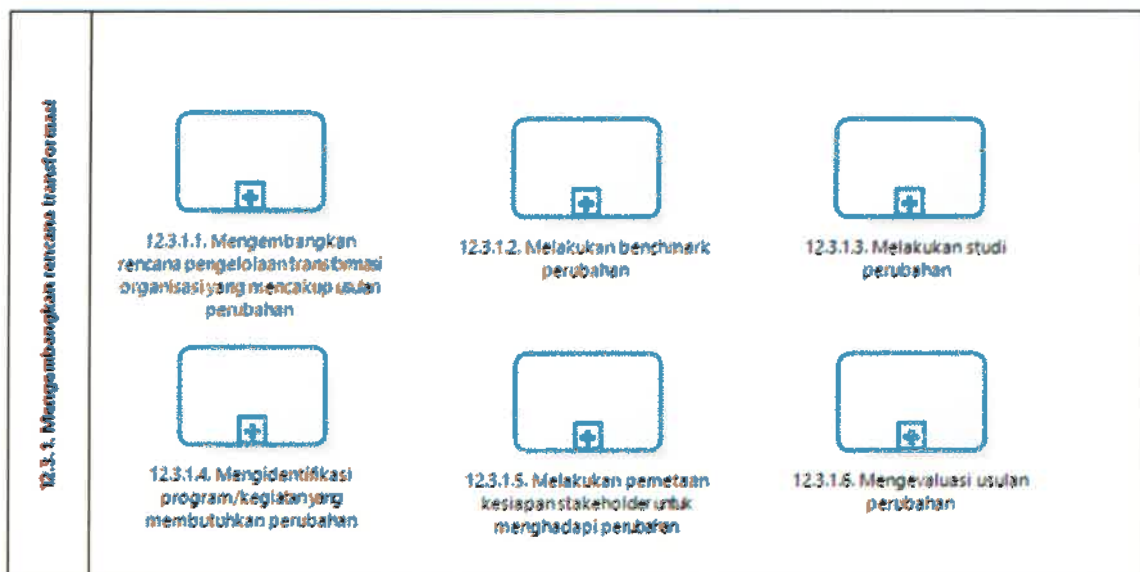 12.3.1. Mengembangkan rencana transformasi
12.3.1.1. Mengembangkan
rencana pengelolaan transformasi
organisasi yang mencakup usulan
perubahan
12.3.1.2. Melakukan benchmark
perubahan
12.3.1.3. Melakukan studi
perubahan
12.3.1.4. Mengidentifikasi
program/kegiatan yang
membutuhkan perubahan
12.3.1.5. Melakukan pemetaan
kesiapan stakeholder untuk
menghadapi perubahan
12.3.1.6. Mengevaluasi usulan
perubahan